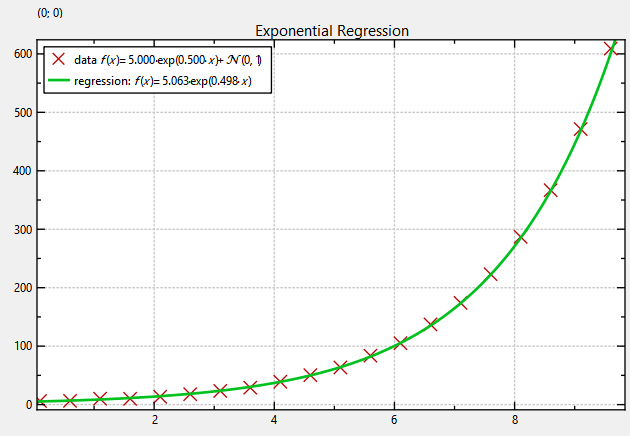 (0; 0)
Exponential Regression
data f(x)= 5.000·exp(0.500·x)+ 𝒩(0, 1)
regression: f(x)= 5.063·exp(0.498·x)
600
500
400
300
200
100
0
2 4 6 8